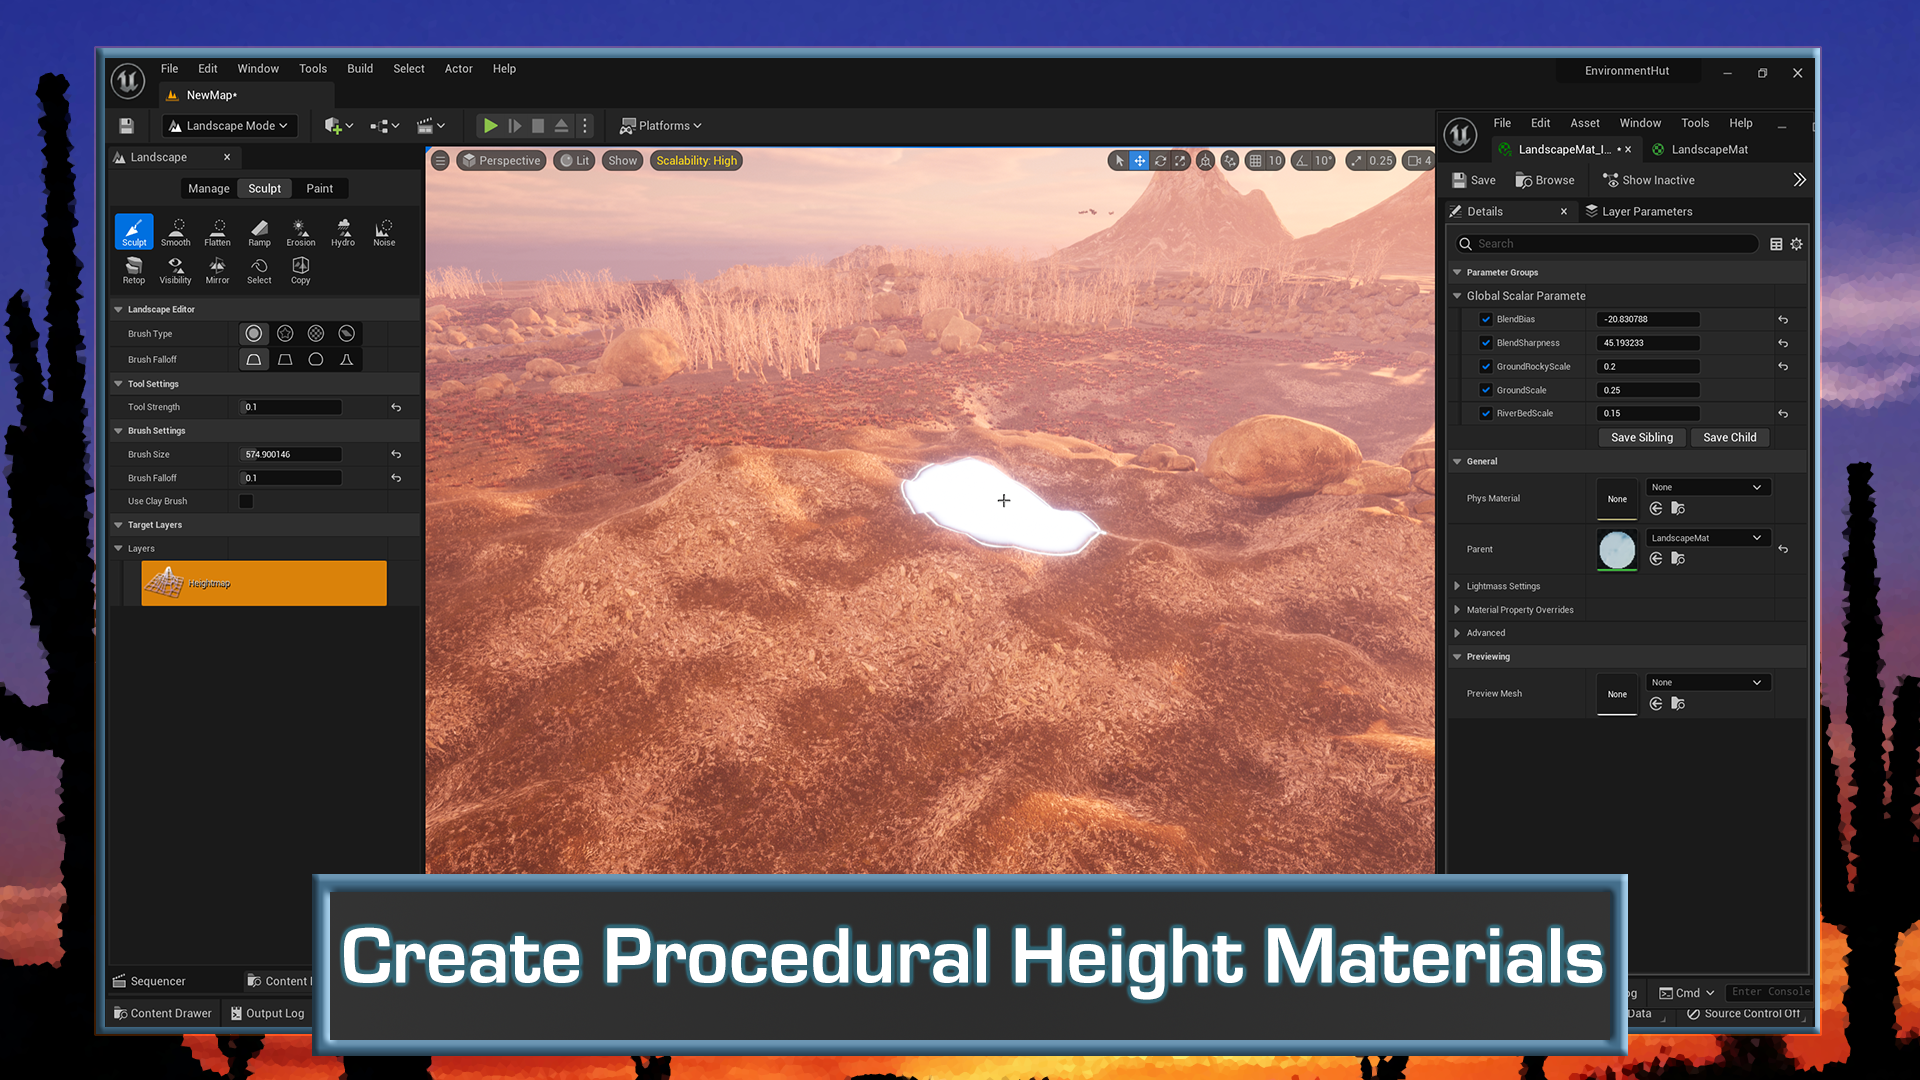 File Edit Window Tools Build Select Actor Help
EnvironmentHut
NewMap*
Landscape Mode
Platforms
Landscape
Manage Sculpt Paint
Sculpt Smooth Flatten Ramp Erosion Hydro Noise
Retop Visibility Mirror Select Copy
Landscape Editor
Brush Type
Brush Falloff
Tool Settings
Tool Strength 0.1
Brush Settings
Brush Size 574.900146
Brush Falloff 0.1
Use Clay Brush
Target Layers
Layers
Heightmap
Perspective Lit Show Scalability: High
10 10° 0.25 4
File Edit Asset Window Tools Help
LandscapeMat_I... • LandscapeMat
Save Browse Show Inactive
Details Layer Parameters
Search
Parameter Groups
Global Scalar Paramete
BlendBias -20.830788
BlendSharpness 45.193233
GroundRockyScale 0.2
GroundScale 0.25
RiverBedScale 0.15
Save Sibling Save Child
General
Phys Material None None
Parent LandscapeMat
Lightmass Settings
Material Property Overrides
Advanced
Previewing
Preview Mesh None None
Create Procedural Height Materials
Sequencer Content
Content Drawer Output Log
og Cmd Enter Console
Data Source Control Off